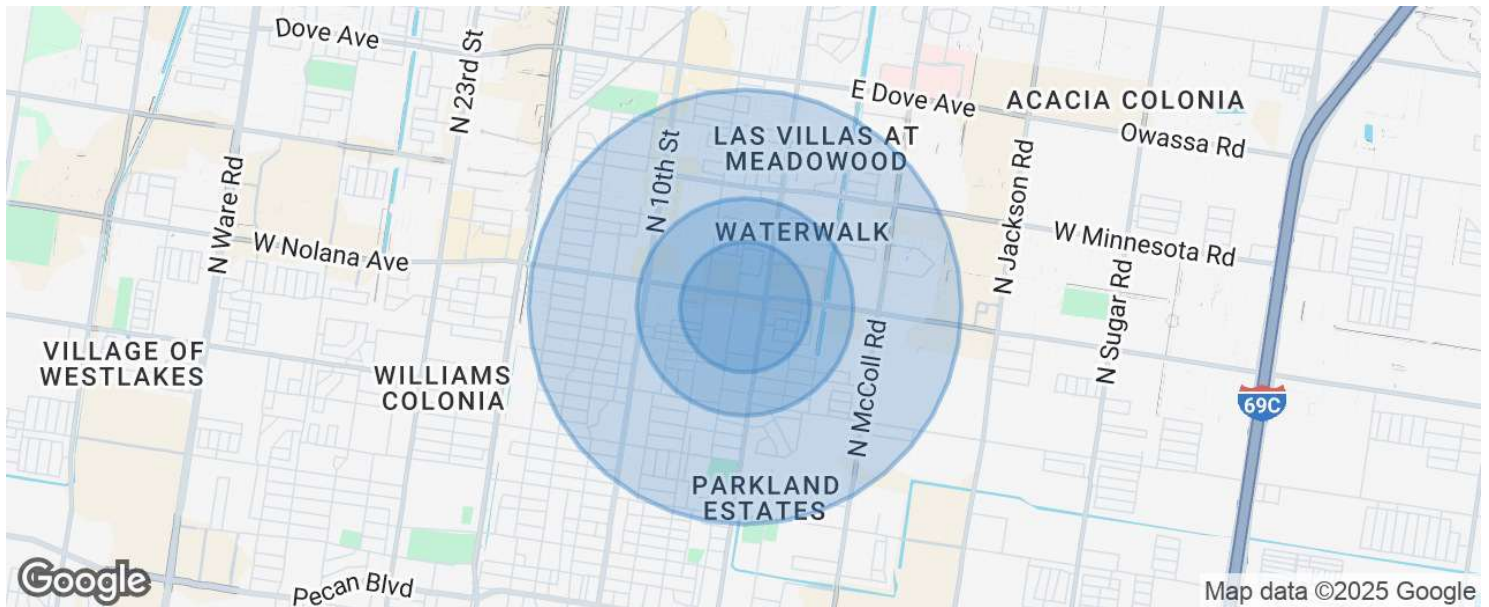 Dove Ave
N 23rd St
E Dove Ave
ACACIA COLONIA
Owassa Rd
LAS VILLAS AT
MEADOWOOD
N 10th St
N Jackson Rd
N Ware Rd
W Nolana Ave
WATERWALK
W Minnesota Rd
N Sugar Rd
VILLAGE OF
WESTLAKES
WILLIAMS
COLONIA
N McColl Rd
69C
PARKLAND
ESTATES
Pecan Blvd
Google
Map data ©2025 Google